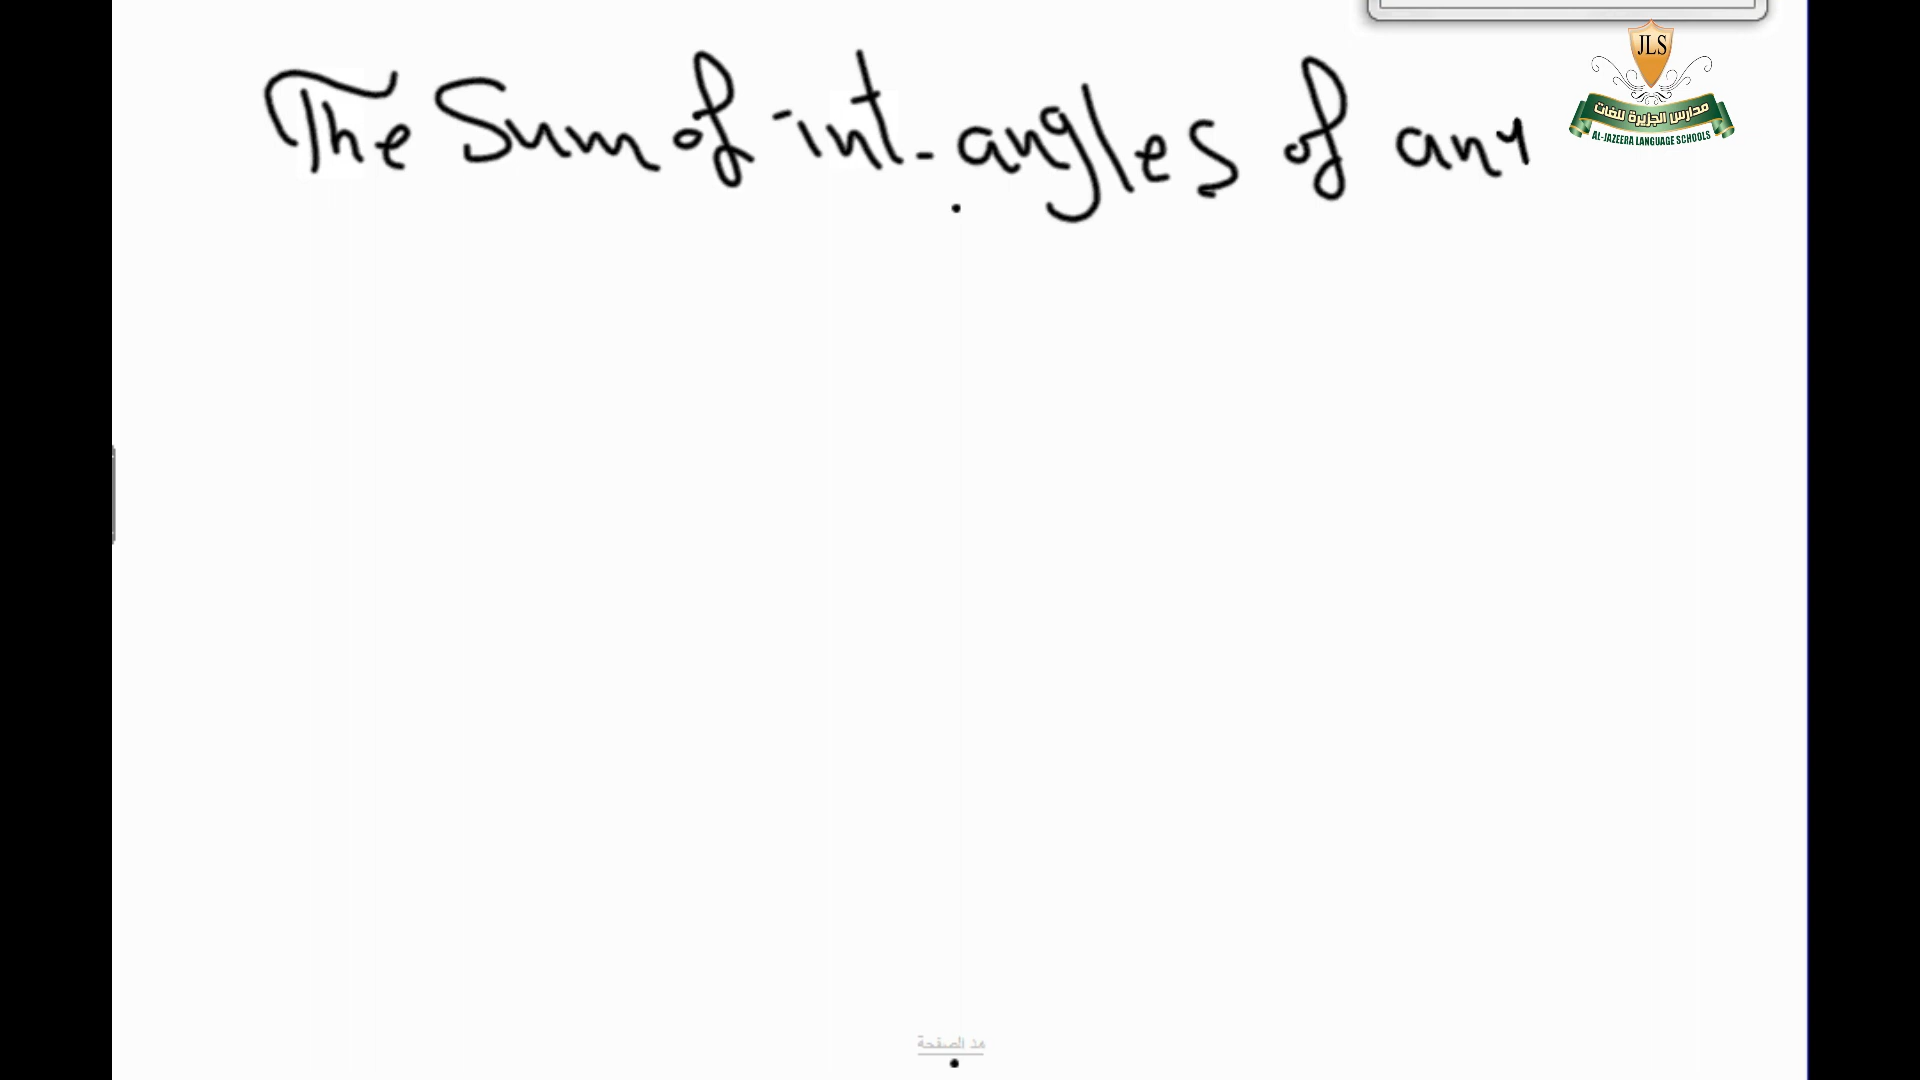 The Sum of int. angles of any
JLS
مدارس الجزيرة للغات
AL-JAZEERA LANGUAGE SCHOOLS
مد الصفحة